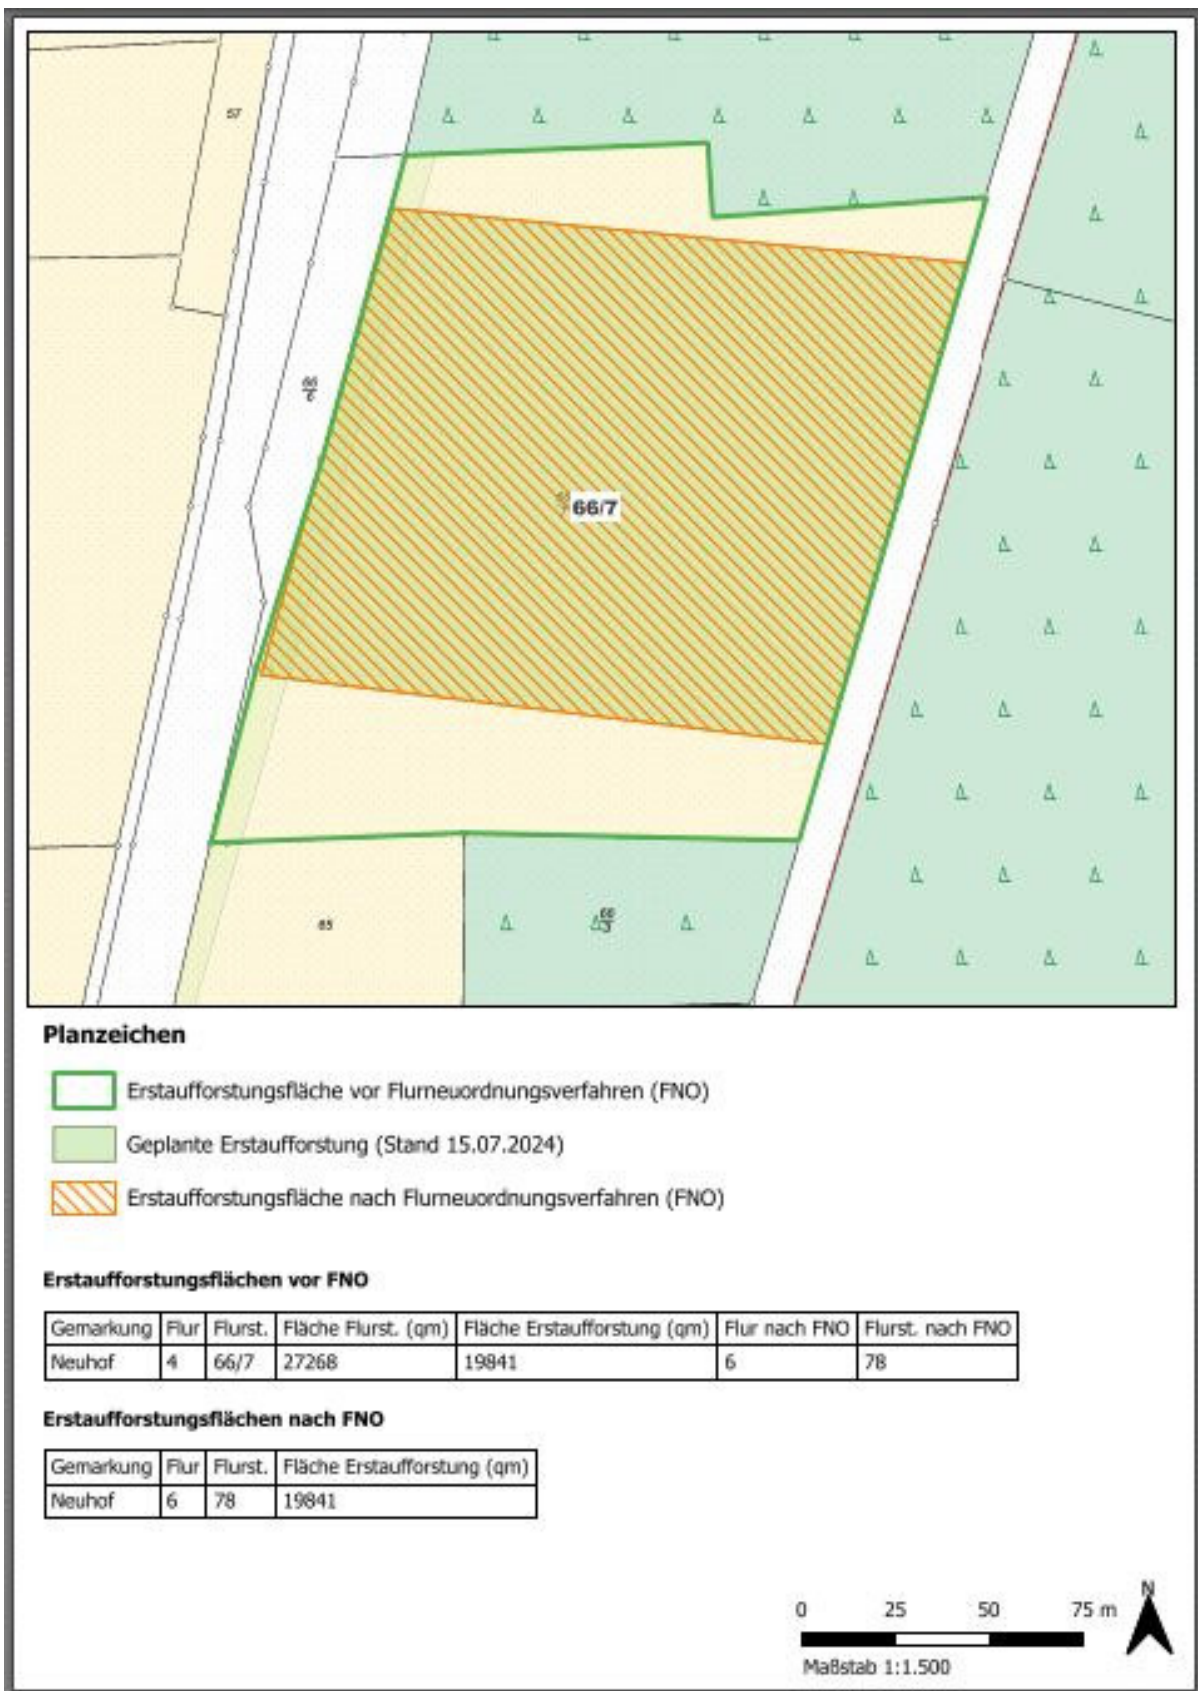 67
66
6
66/7
65
66
3
Planzeichen
Erstaufforstungsfläche vor Flurneuordnungsverfahren (FNO)
Geplante Erstaufforstung (Stand 15.07.2024)
Erstaufforstungsfläche nach Flurneuordnungsverfahren (FNO)
Erstaufforstungsflächen vor FNO
Gemarkung Flur Flurst. Fläche Flurst. (qm) Fläche Erstaufforstung (qm) Flur nach FNO Flurst. nach FNO
Neuhof 4 66/7 27268 19841 6 78
Erstaufforstungsflächen nach FNO
Gemarkung Flur Flurst. Fläche Erstaufforstung (qm)
Neuhof 6 78 19841
N
0 25 50 75 m
Maßstab 1:1.500